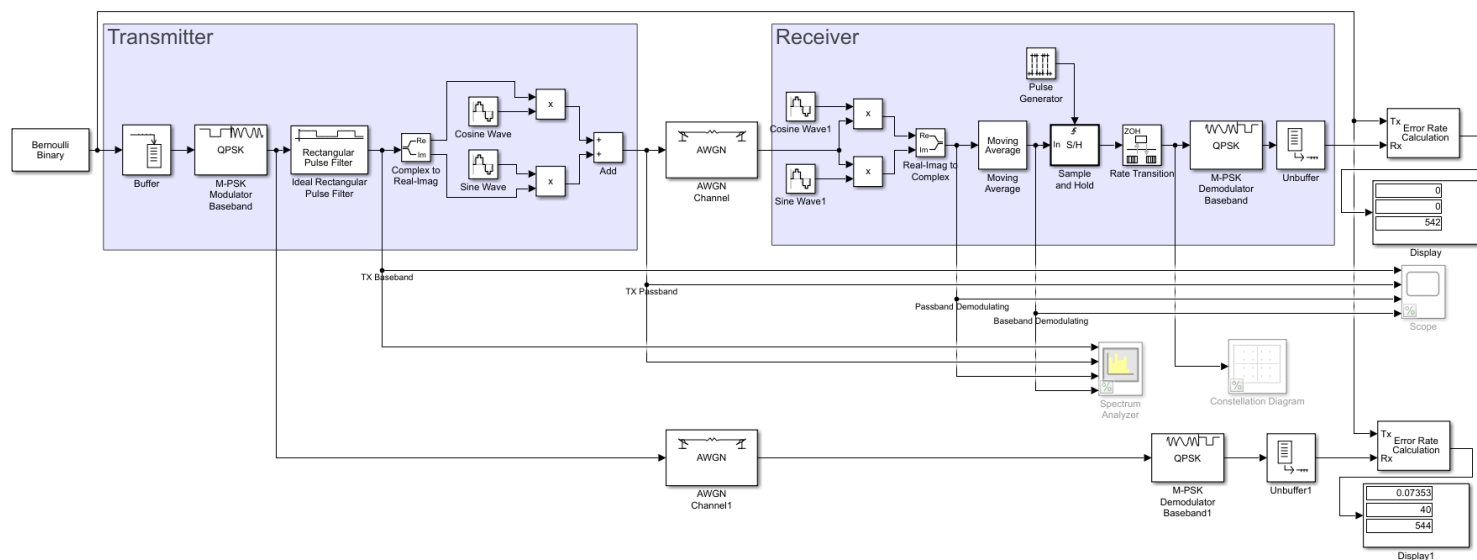 Transmitter
Receiver
Bernoulli
Binary
Buffer
QPSK
M-PSK
Modulator
Baseband
Rectangular
Pulse Filter
Ideal Rectangular
Pulse Filter
Re
Im
Complex to
Real-Imag
Cosine Wave
Sine Wave
x
x
+
+
Add
AWGN
AWGN
Channel
Cosine Wave1
Sine Wave1
x
x
Re
Im
Real-Imag to
Complex
Moving
Average
Moving
Average
Pulse
Generator
In
S/H
Sample
and Hold
ZOH
Rate Transition
QPSK
M-PSK
Demodulator
Baseband
Unbuffer
Tx
Rx
Error Rate
Calculation
0
0
542
Display
TX Baseband
TX Passband
Passband Demodulating
Baseband Demodulating
%
Scope
%
Spectrum
Analyzer
%
Constellation Diagram
AWGN
AWGN
Channel1
QPSK
M-PSK
Demodulator
Baseband1
Unbuffer1
Tx
Rx
Error Rate
Calculation
0.07353
40
544
Display1